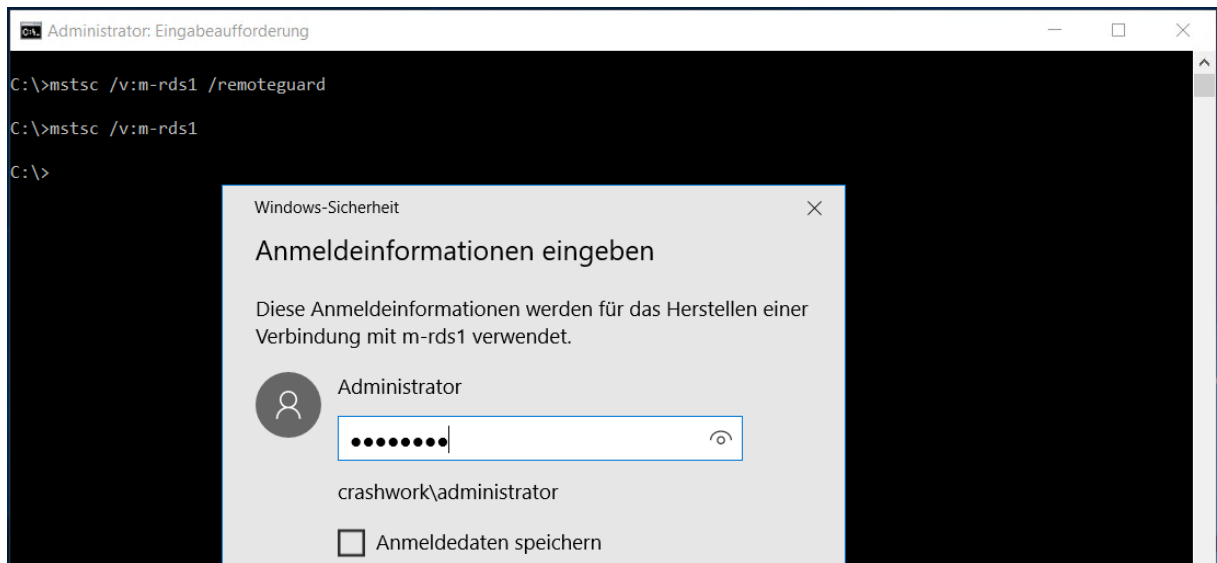 Administrator: Eingabeaufforderung
C:\>mstsc /v:m-rds1 /remoteguard
C:\>mstsc /v:m-rds1
C:\>
Windows-Sicherheit
Anmeldeinformationen eingeben
Diese Anmeldeinformationen werden für das Herstellen einer
Verbindung mit m-rds1 verwendet.
Administrator
●●●●●●●●
crashwork\administrator
Anmeldedaten speichern